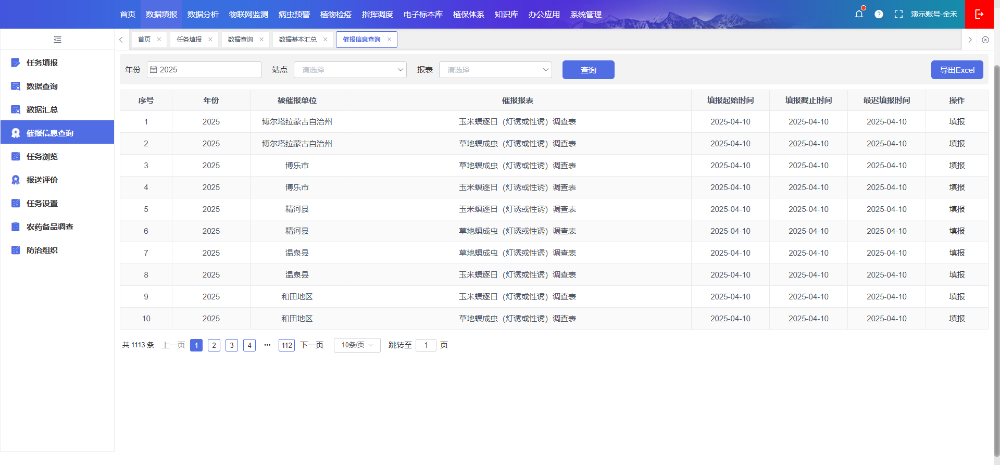 首页 数据填报 数据分析 物联网监测 病虫预警 植物检疫 指挥调度 电子标本库 植保体系 知识库 办公应用 系统管理 演示账号-金禾
首页 任务填报 数据查询 数据基本汇总 催报信息查询
任务填报
数据查询
数据汇总
催报信息查询
任务浏览
报送评价
任务设置
农药备品调查
防治组织
年份 2025 站点 请选择 报表 请选择 查询 导出Excel
序号 年份 被催报单位 催报报表 填报起始时间 填报截止时间 最迟填报时间 操作
1 2025 博尔塔拉蒙古自治州 玉米螟逐日（灯诱或性诱）调查表 2025-04-10 2025-04-10 2025-04-10 填报
2 2025 博尔塔拉蒙古自治州 草地螟成虫（灯诱或性诱）调查表 2025-04-10 2025-04-10 2025-04-10 填报
3 2025 博乐市 草地螟成虫（灯诱或性诱）调查表 2025-04-10 2025-04-10 2025-04-10 填报
4 2025 博乐市 玉米螟逐日（灯诱或性诱）调查表 2025-04-10 2025-04-10 2025-04-10 填报
5 2025 精河县 玉米螟逐日（灯诱或性诱）调查表 2025-04-10 2025-04-10 2025-04-10 填报
6 2025 精河县 草地螟成虫（灯诱或性诱）调查表 2025-04-10 2025-04-10 2025-04-10 填报
7 2025 温泉县 草地螟成虫（灯诱或性诱）调查表 2025-04-10 2025-04-10 2025-04-10 填报
8 2025 温泉县 玉米螟逐日（灯诱或性诱）调查表 2025-04-10 2025-04-10 2025-04-10 填报
9 2025 和田地区 玉米螟逐日（灯诱或性诱）调查表 2025-04-10 2025-04-10 2025-04-10 填报
10 2025 和田地区 草地螟成虫（灯诱或性诱）调查表 2025-04-10 2025-04-10 2025-04-10 填报
共 1113 条 上一页 1 2 3 4 ••• 112 下一页 10条/页 跳转至 1 页